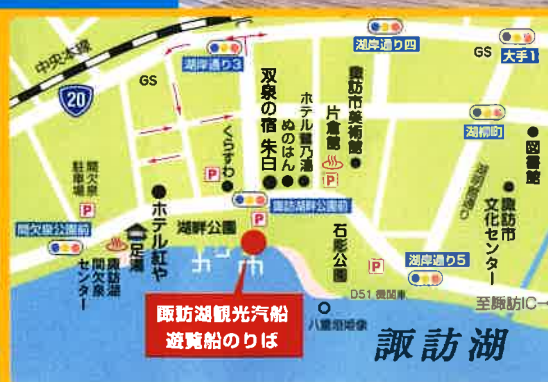 中央本線
20
GS
湖岸通り3
湖岸通り四
GS
大手1
双泉の宿 朱白
ぬのはん
ホテル鷺乃湯
片倉館
諏訪市美術館
湖柳町
図書館
くらすわ
P
P
P
間欠泉
駐車場
P
ホテル紅や
足湯
諏訪湖畔公園前
P
湖畔公園
間欠泉公園前
諏訪湖
間欠泉
センター
石彫公園
P
湖岸通り5
諏訪市
文化センター
D51 機関車
八重垣姫像
至諏訪IC
諏訪湖観光汽船
遊覧船のりば
諏訪湖